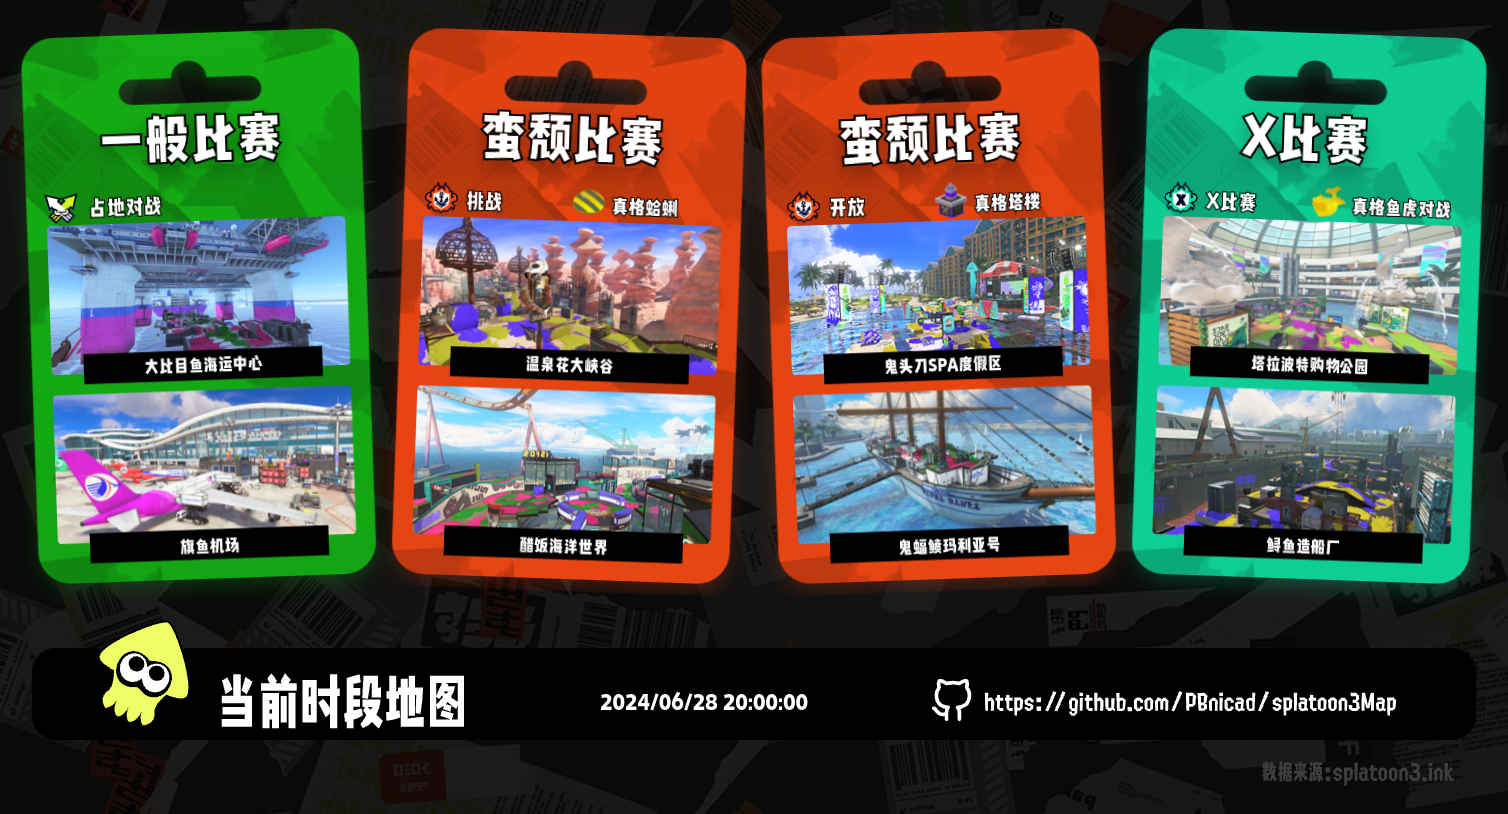 一般比赛
占地对战
大比目鱼海运中心
旗鱼机场
蛮颓比赛
挑战
真格蛤蜊
温泉花大峡谷
醋饭海洋世界
蛮颓比赛
开放
真格塔楼
鬼头刀SPA度假区
鬼蝠鲼玛利亚号
X比赛
X比赛
真格鱼虎对战
塔拉波特购物公园
鲟鱼造船厂
当前时段地图
2024/06/28 20:00:00
https://github.com/PBnicad/splatoon3Map
数据来源:splatoon3.ink